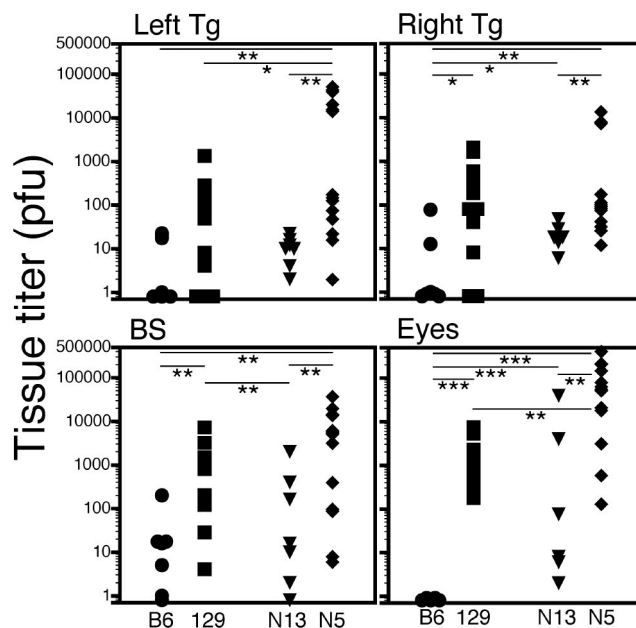 Left Tg Right Tg
500000
100000
10000
1000
100
10
1
** * **
** * * **
Tissue titer (pfu)
BS Eyes
500000
100000
10000
1000
100
10
1
** ** ** **
*** *** *** ** **
B6 129 N13 N5 B6 129 N13 N5